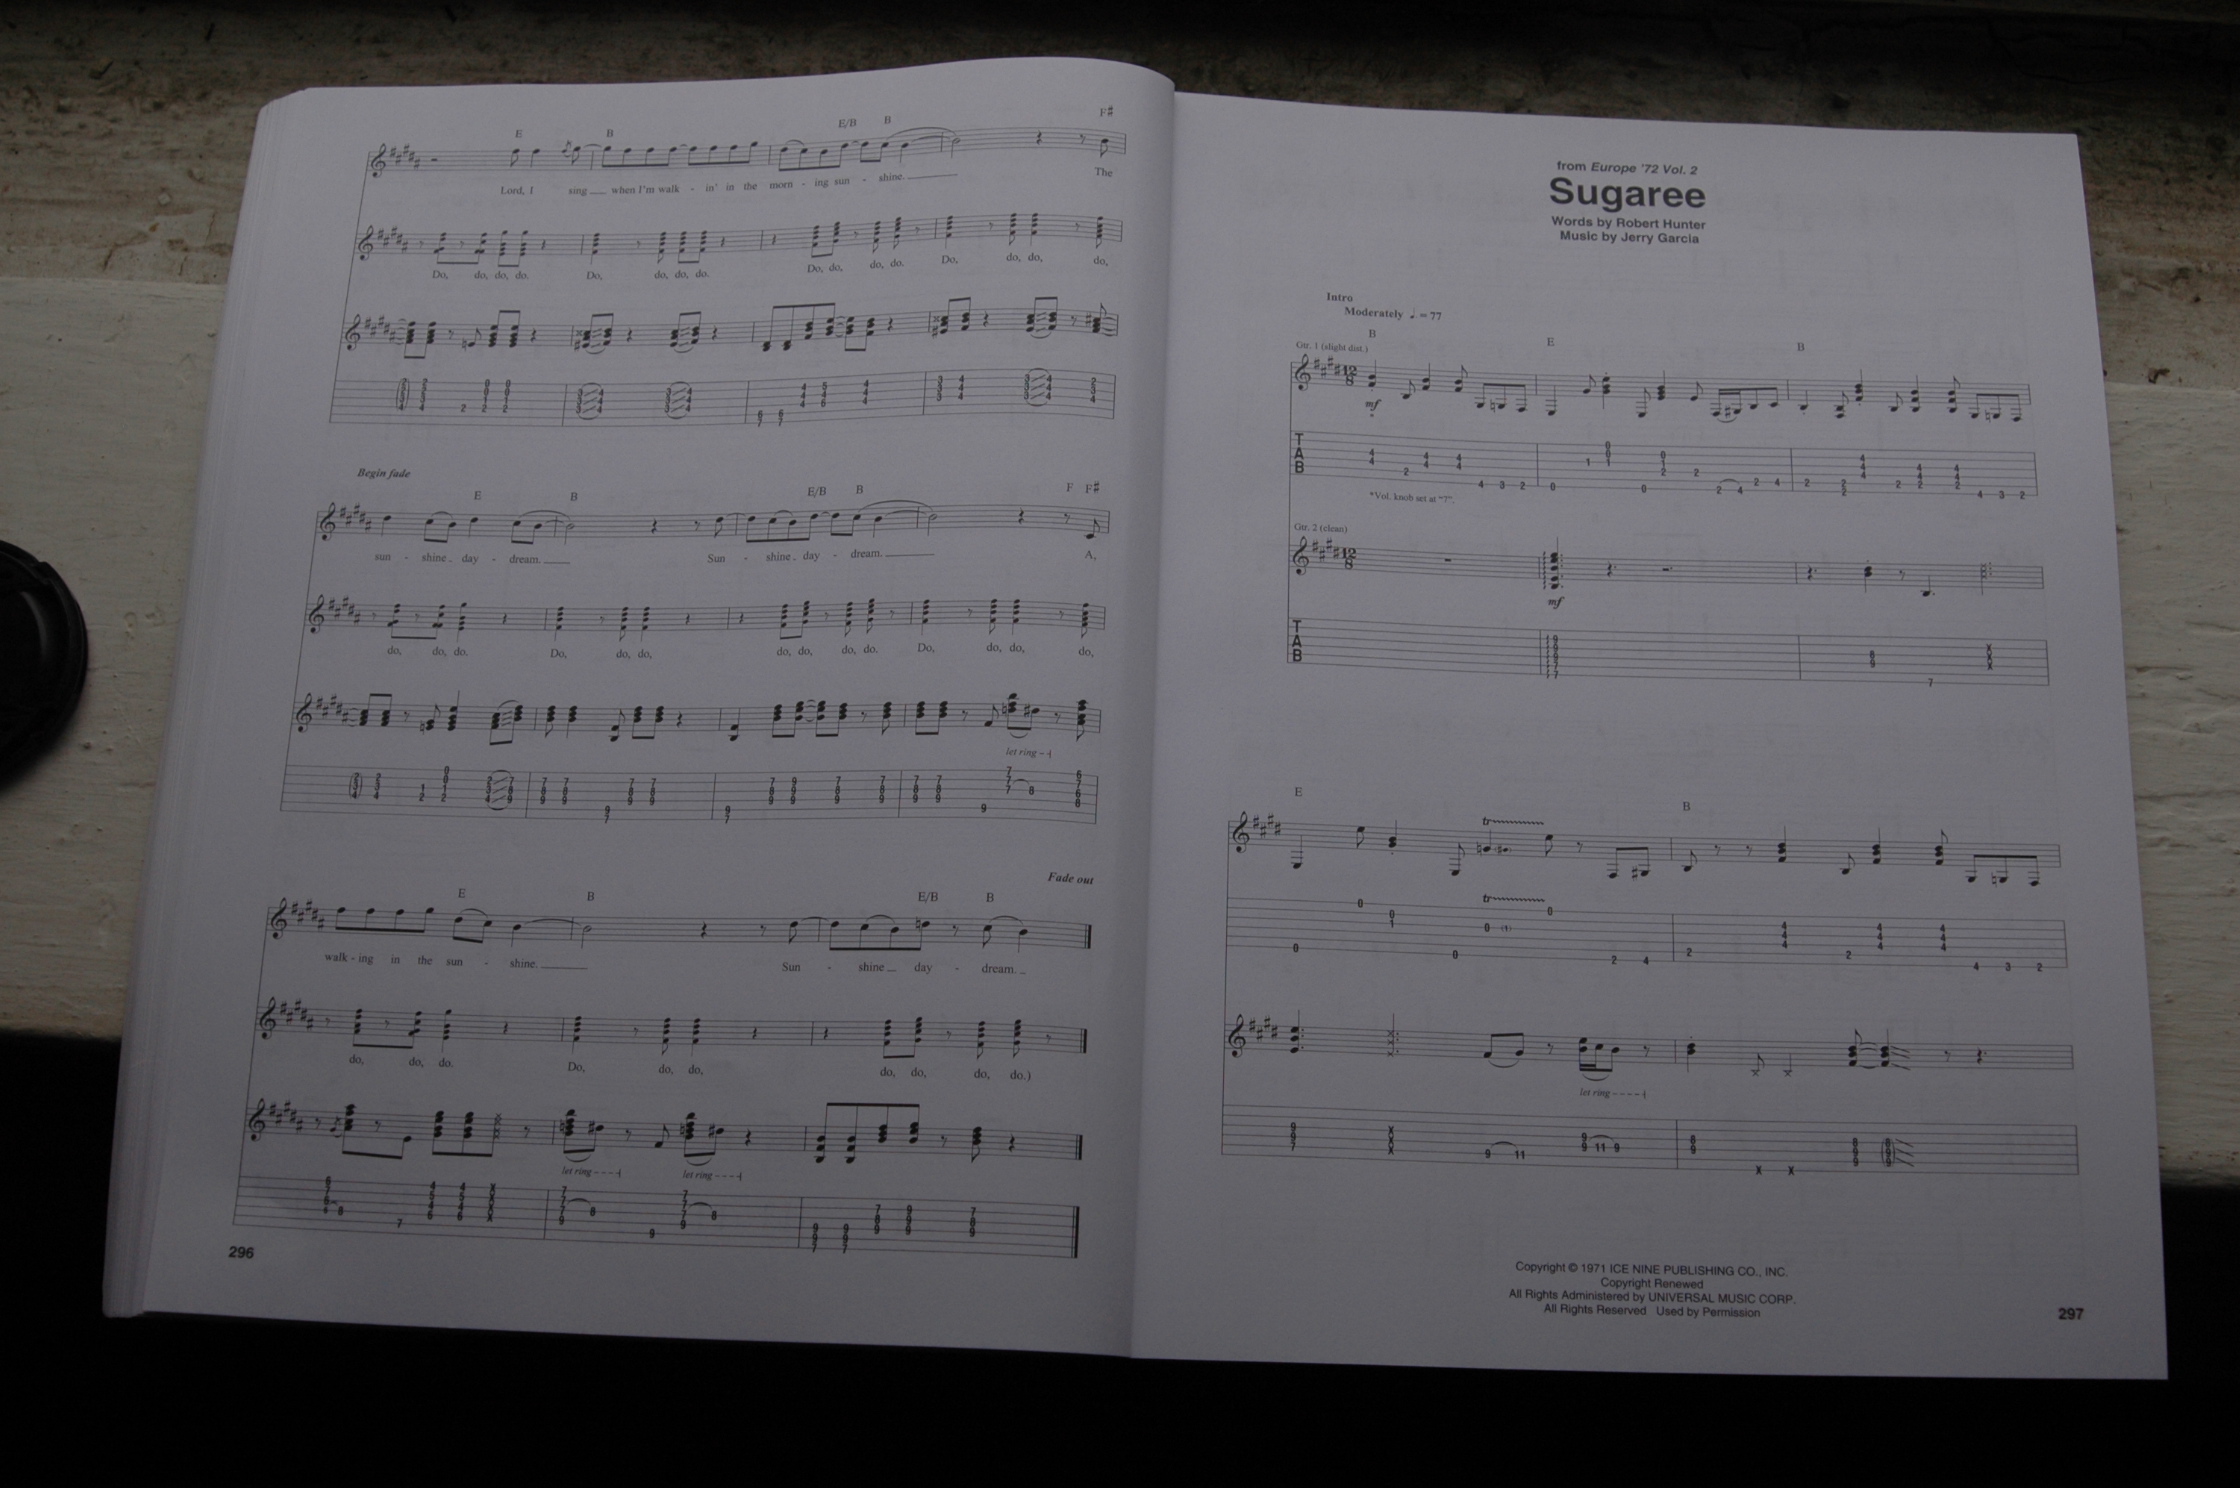 E B E/B B F#
Lord, I sing when I'm walk - in' in the morn - ing sun - shine. The
Do, do, do, do. Do, do, do, do. Do, do, do, do. Do, do, do, do,
Begin fade
E B E/B B F F#
sun - shine day - dream. Sun - shine day - dream. A,
do, do, do. Do, do, do, do, do, do, do. Do, do, do, do,
let ring
Fade out
E B E/B B
walk - ing in the sun - shine. Sun - shine day - dream.
do, do, do. Do, do, do, do, do, do, do.)
let ring let ring
296
from Europe '72 Vol. 2
Sugaree
Words by Robert Hunter
Music by Jerry Garcia
Intro
Moderately ♩. = 77
B E B
Gtr. 1 (slight dist.)
12
8
mf
*
T
A
B
*Vol. knob set at "7".
Gtr. 2 (clean)
12
8
mf
T
A
B
E B
tr
tr
let ring
Copyright © 1971 ICE NINE PUBLISHING CO., INC.
Copyright Renewed
All Rights Administered by UNIVERSAL MUSIC CORP.
All Rights Reserved Used by Permission
297